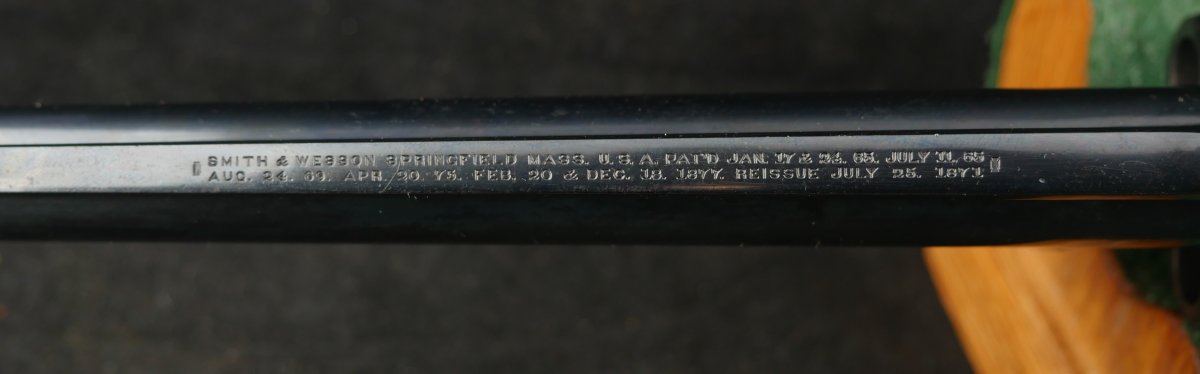 SMITH & WESSON SPRINGFIELD MASS. U.S.A. PAT'D JAN. 17 & 24. 65. JULY 11. 65
AUG. 24. 69. APR. 20. 75. FEB. 20 & DEC. 18. 1877. REISSUE JULY 25. 1871